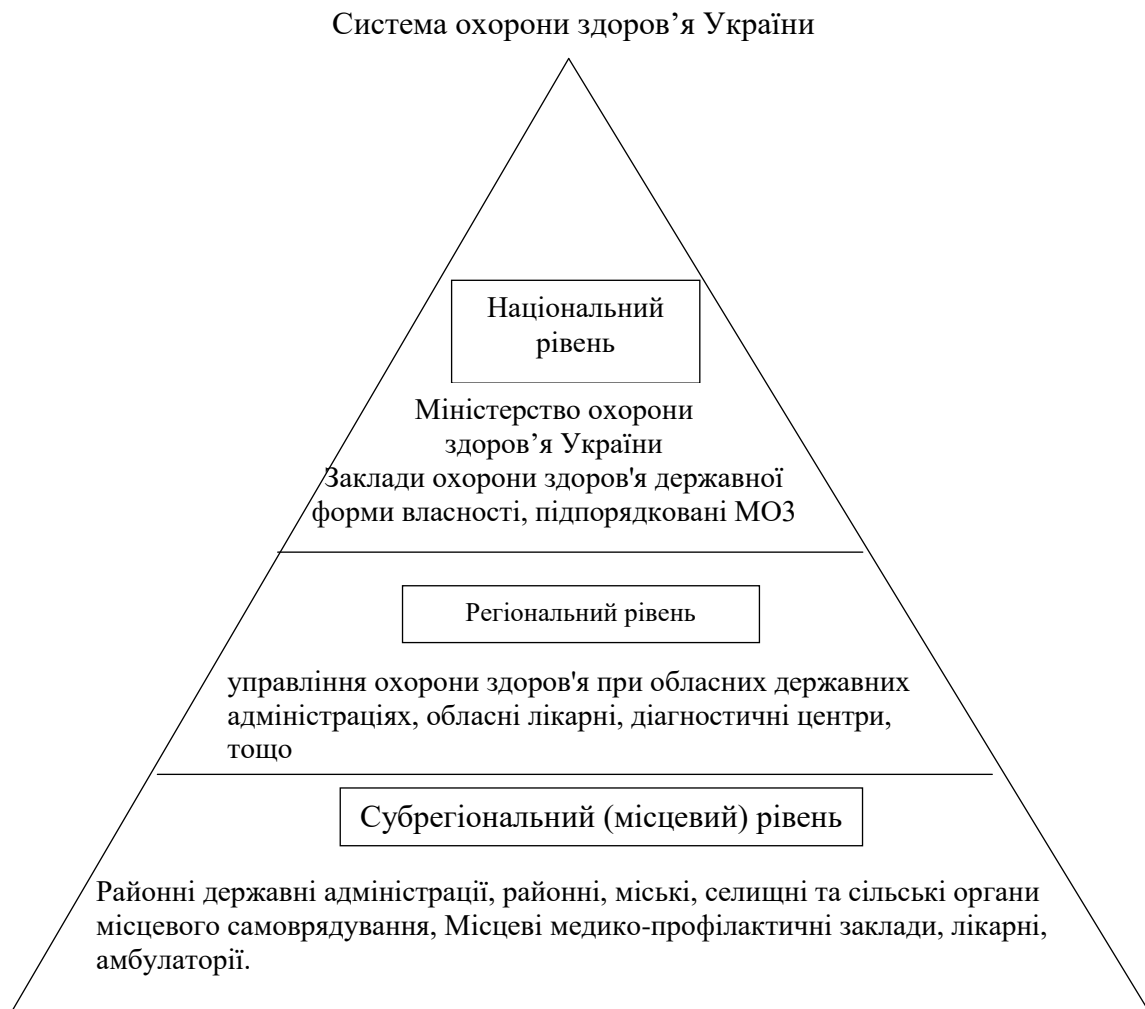 Система охорони здоров’я України
Національний
рівень
Міністерство охорони
здоров’я України
Заклади охорони здоров'я державної
форми власності, підпорядковані МОЗ
Регіональний рівень
управління охорони здоров'я при обласних державних
адміністраціях, обласні лікарні, діагностичні центри,
тощо
Субрегіональний (місцевий) рівень
Районні державні адміністрації, районні, міські, селищні та сільські органи
місцевого самоврядування, Місцеві медико-профілактичні заклади, лікарні,
амбулаторії.